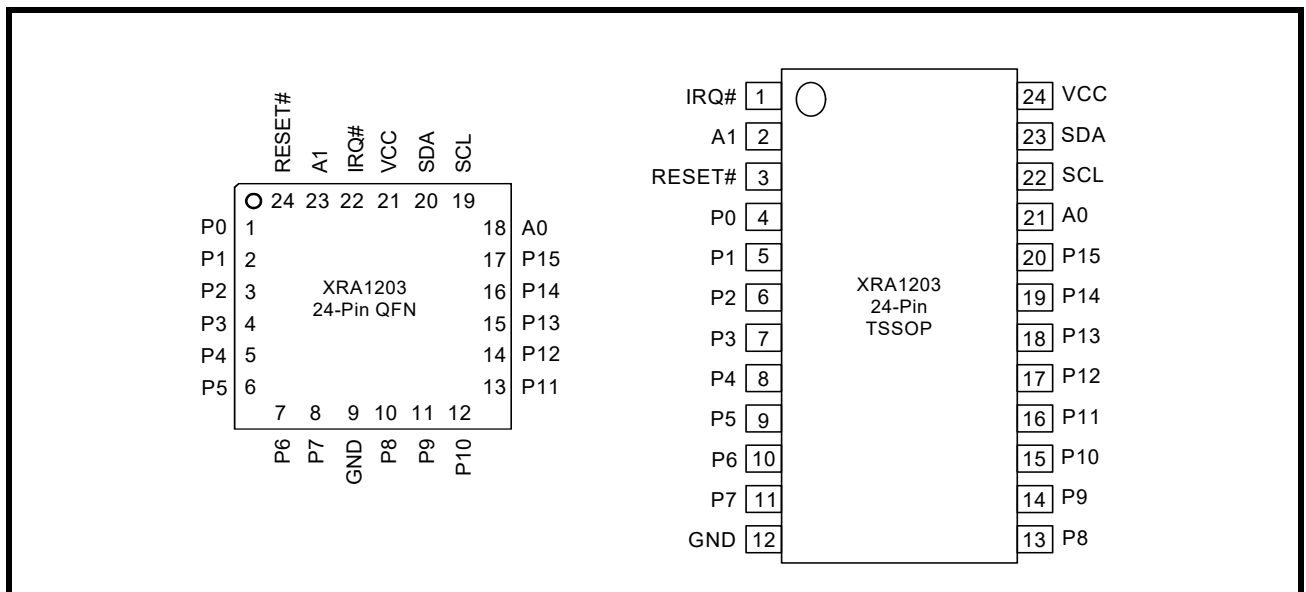 RESET#
A1
IRQ#
VCC
SDA
SCL
24 23 22 21 20 19
P0 1
P1 2
P2 3
P3 4
P4 5
P5 6
XRA1203
24-Pin QFN
18 A0
17 P15
16 P14
15 P13
14 P12
13 P11
7 8 9 10 11 12
P6
P7
GND
P8
P9
P10
IRQ# 1
A1 2
RESET# 3
P0 4
P1 5
P2 6
P3 7
P4 8
P5 9
P6 10
P7 11
GND 12
XRA1203
24-Pin
TSSOP
24 VCC
23 SDA
22 SCL
21 A0
20 P15
19 P14
18 P13
17 P12
16 P11
15 P10
14 P9
13 P8